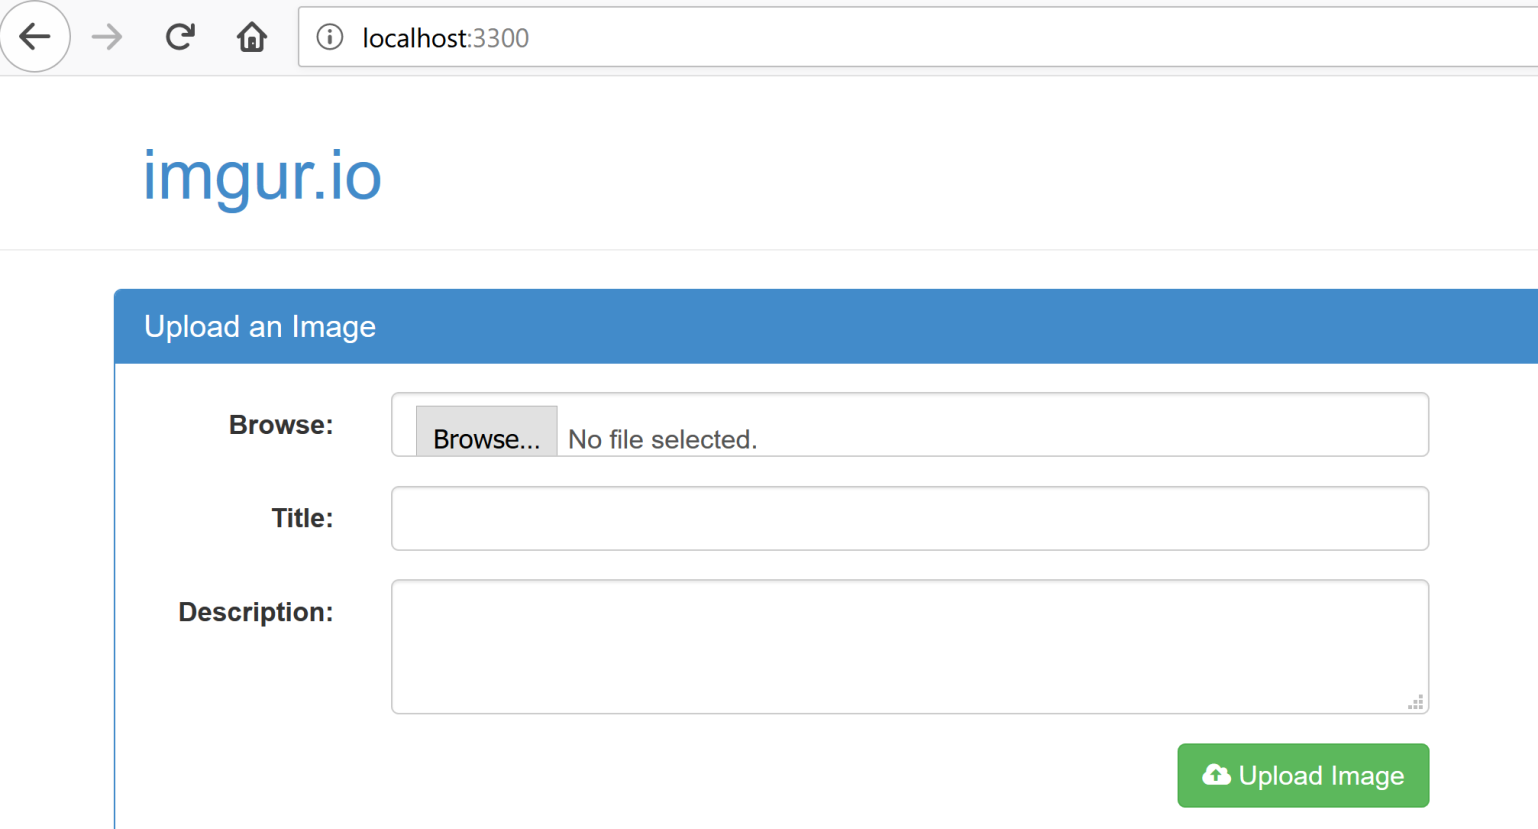 localhost:3300
imgur.io
Upload an Image
Browse: Browse... No file selected.
Title:
Description:
Upload Image